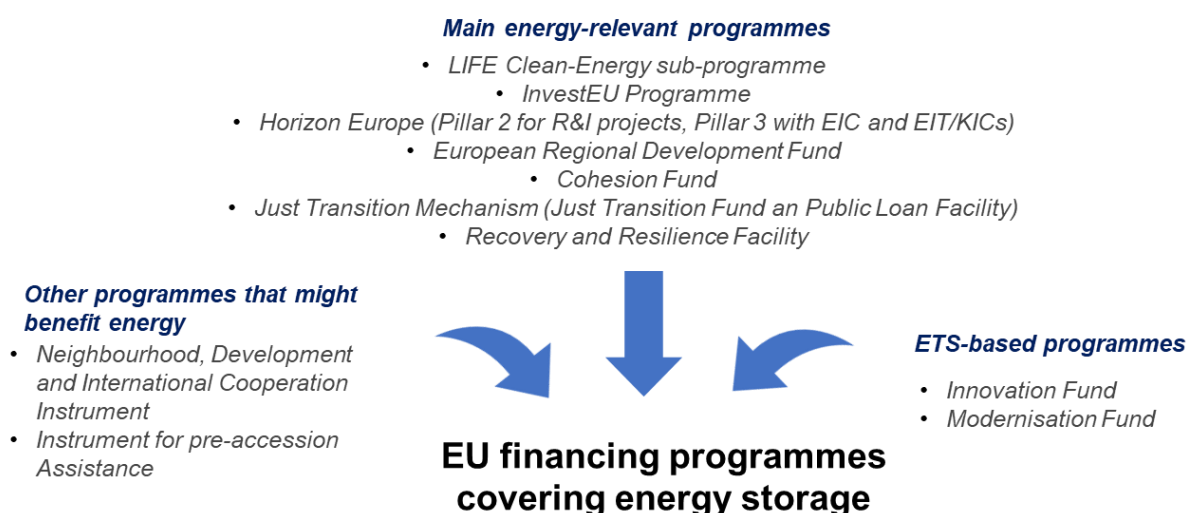 Main energy-relevant programmes
• LIFE Clean-Energy sub-programme
• InvestEU Programme
• Horizon Europe (Pillar 2 for R&I projects, Pillar 3 with EIC and EIT/KICs)
• European Regional Development Fund
• Cohesion Fund
• Just Transition Mechanism (Just Transition Fund an Public Loan Facility)
• Recovery and Resilience Facility
Other programmes that might
benefit energy
• Neighbourhood, Development
and International Cooperation
Instrument
• Instrument for pre-accession
Assistance
ETS-based programmes
• Innovation Fund
• Modernisation Fund
EU financing programmes
covering energy storage